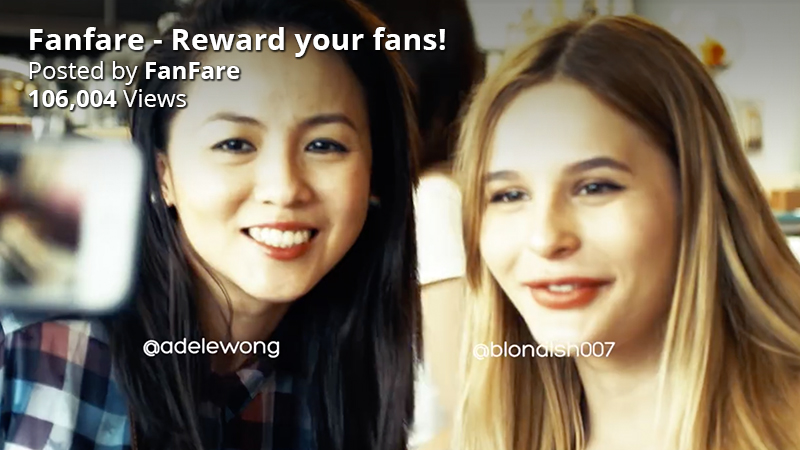 Fanfare - Reward your fans!
Posted by FanFare
106,004 Views
@adelewong
@blondish007